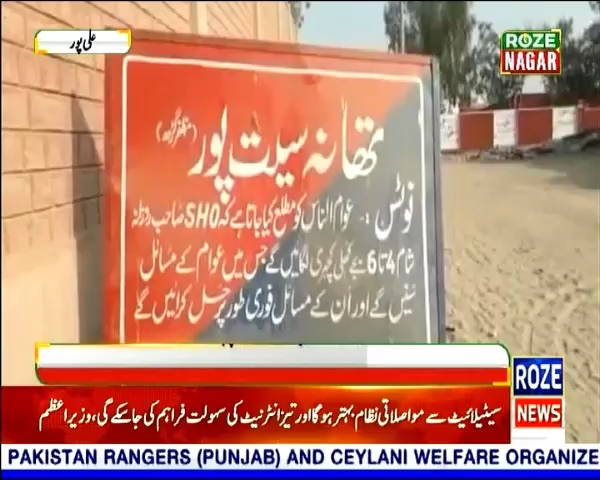 علی پور
ROZE
NAGAR
تھانہ سیت پور (مظفرگڑھ)
نوٹس :- عوام الناس کو مطلع کیا جاتا ہے کہ SHO صاحب روزانہ
شام 4 تا 6 بجے کھلی کچہری لگائیں گے جس میں عوام کے مسائل
سنیں گے اور ان کے مسائل فوری طور پر حل کرائیں گے
ROZE
NEWS
سیٹیلائیٹ سے مواصلاتی نظام بہتر ہوگا اور تیز انٹرنیٹ کی سہولت فراہم کی جاسکے گی، وزیراعظم
PAKISTAN RANGERS (PUNJAB) AND CEYLANI WELFARE ORGANIZE